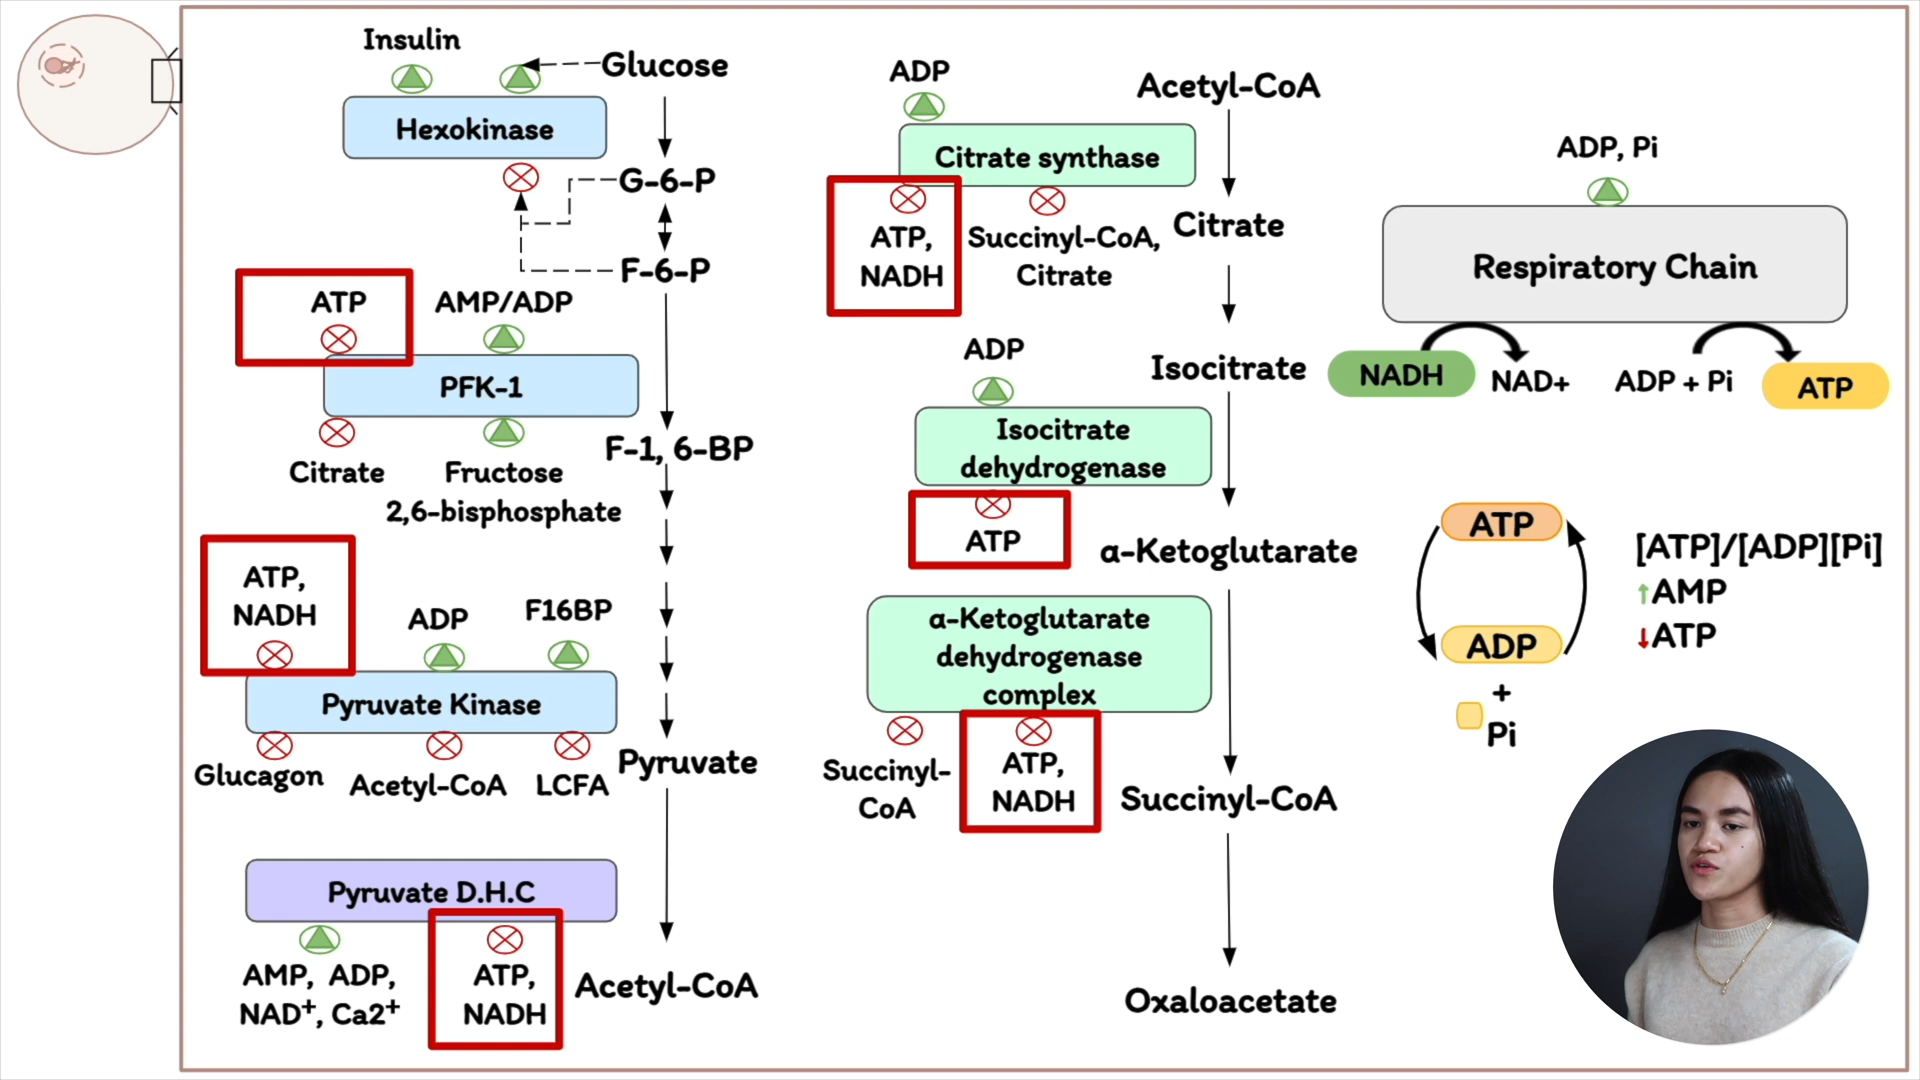 Insulin
Glucose
Hexokinase
G-6-P
F-6-P
ATP
AMP/ADP
PFK-1
Citrate
Fructose
2,6-bisphosphate
F-1, 6-BP
ATP,
NADH
ADP
F16BP
Pyruvate Kinase
Glucagon
Acetyl-CoA
LCFA
Pyruvate
Pyruvate D.H.C
AMP, ADP,
NAD⁺, Ca2⁺
ATP,
NADH
Acetyl-CoA
ADP
Acetyl-CoA
Citrate synthase
ATP,
NADH
Succinyl-CoA,
Citrate
Citrate
ADP
Isocitrate
Isocitrate
dehydrogenase
ATP
α-Ketoglutarate
α-Ketoglutarate
dehydrogenase
complex
Succinyl-
CoA
ATP,
NADH
Succinyl-CoA
Oxaloacetate
ADP, Pi
Respiratory Chain
NADH
NAD+
ADP + Pi
ATP
ATP
ADP
+
Pi
[ATP]/[ADP][Pi]
↑AMP
↓ATP